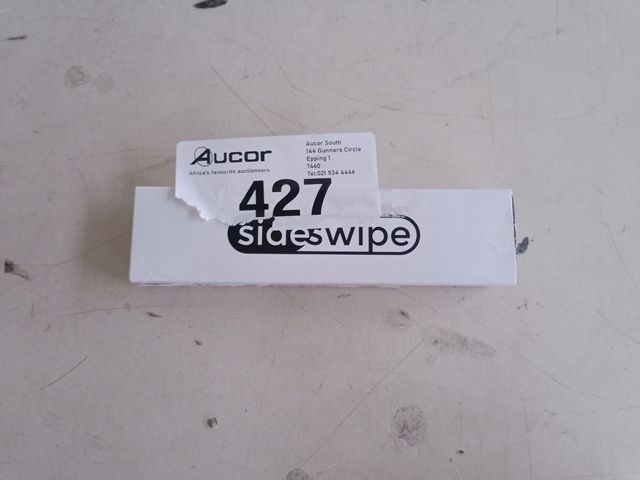 Aucor
Africa's favourite auctioneers
Aucor South
144 Gunners Circle
Epping 1
7460
Tel:021 534 4446
427
sideswipe